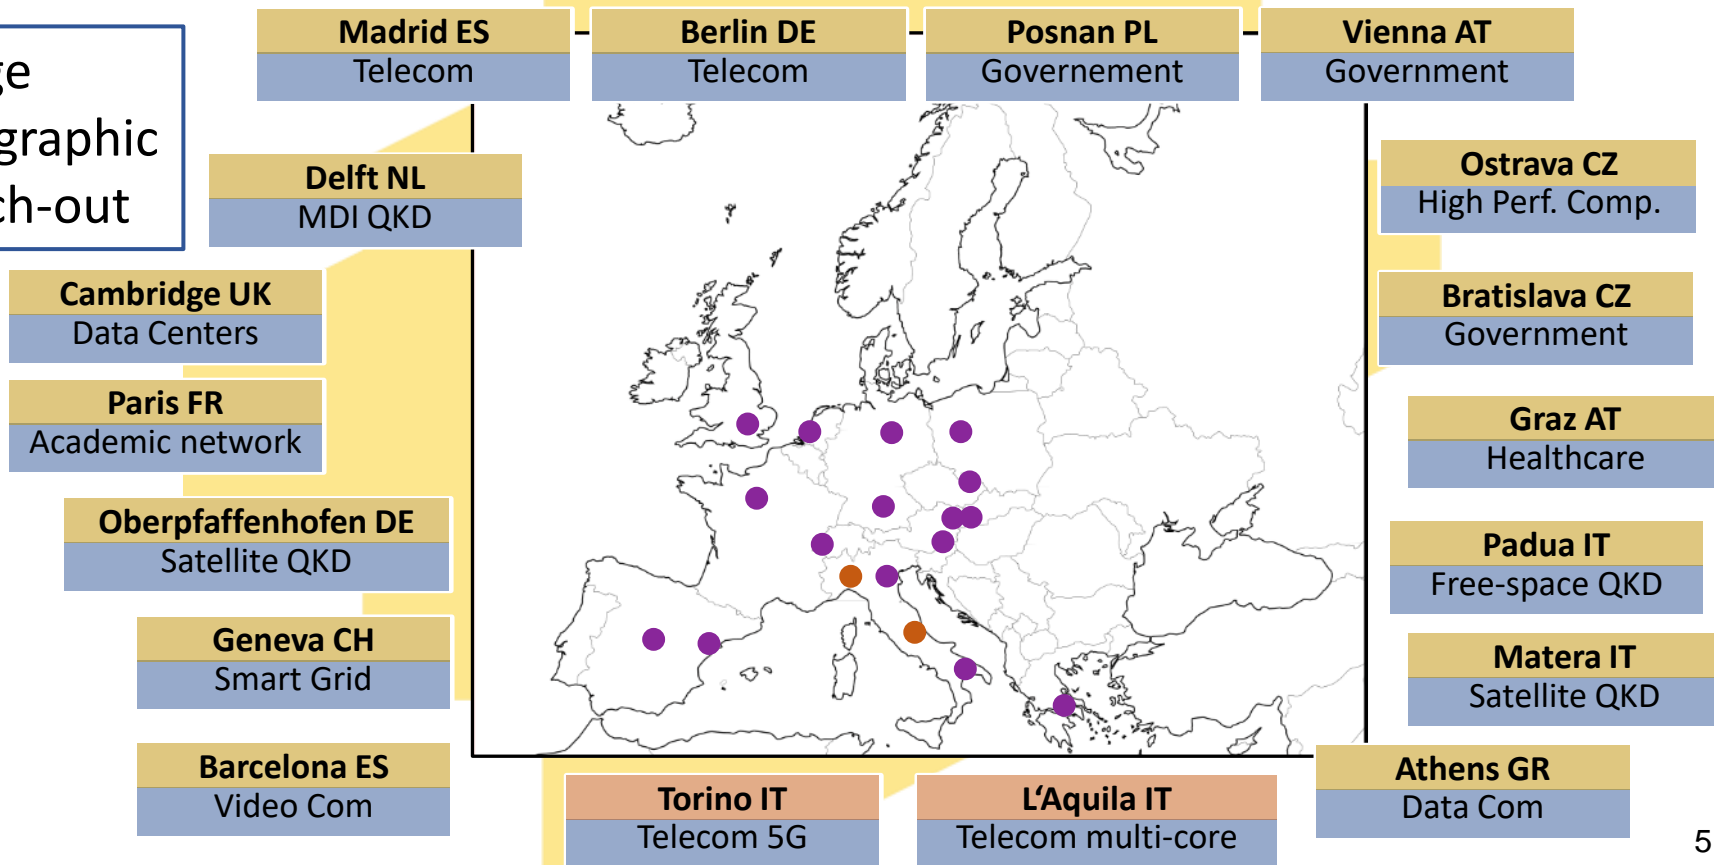 Madrid ES
Telecom
Berlin DE
Telecom
Posnan PL
Governement
Vienna AT
Government
ge
graphic
ch-out
Delft NL
MDI QKD
Ostrava CZ
High Perf. Comp.
Cambridge UK
Data Centers
Bratislava CZ
Government
Paris FR
Academic network
Graz AT
Healthcare
Oberpfaffenhofen DE
Satellite QKD
Padua IT
Free-space QKD
Geneva CH
Smart Grid
Matera IT
Satellite QKD
Barcelona ES
Video Com
Torino IT
Telecom 5G
L‘Aquila IT
Telecom multi-core
Athens GR
Data Com
5